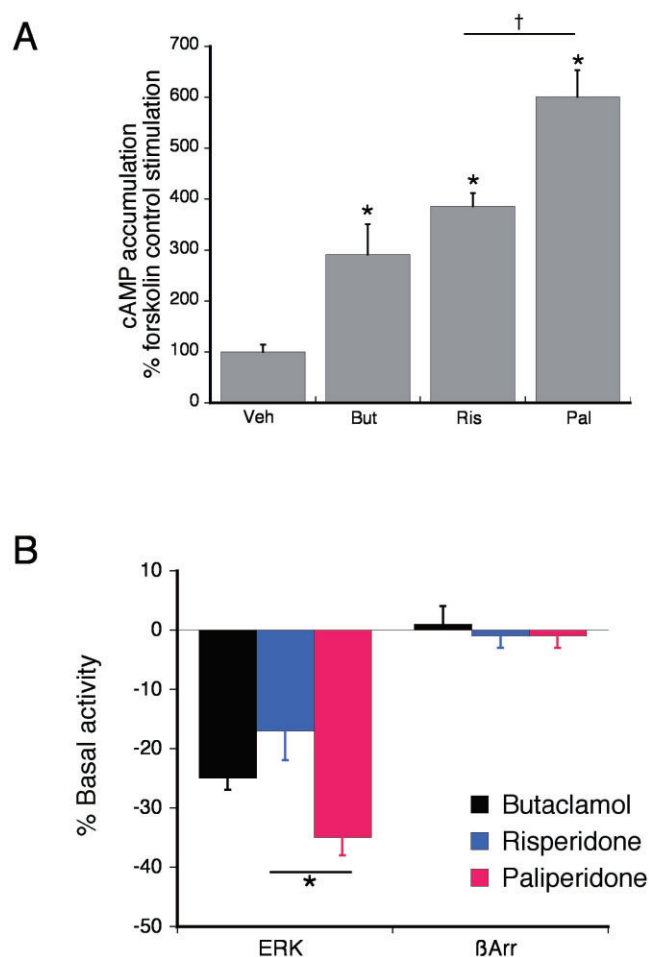 A
cAMP accumulation
% forskolin control stimulation
700
600
400
300
200
100
0
†
*
*
*
Veh But Ris Pal
B
% Basal activity
10
0
-10
-20
-30
-40
-50
*
Butaclamol
Risperidone
Paliperidone
ERK ßArr